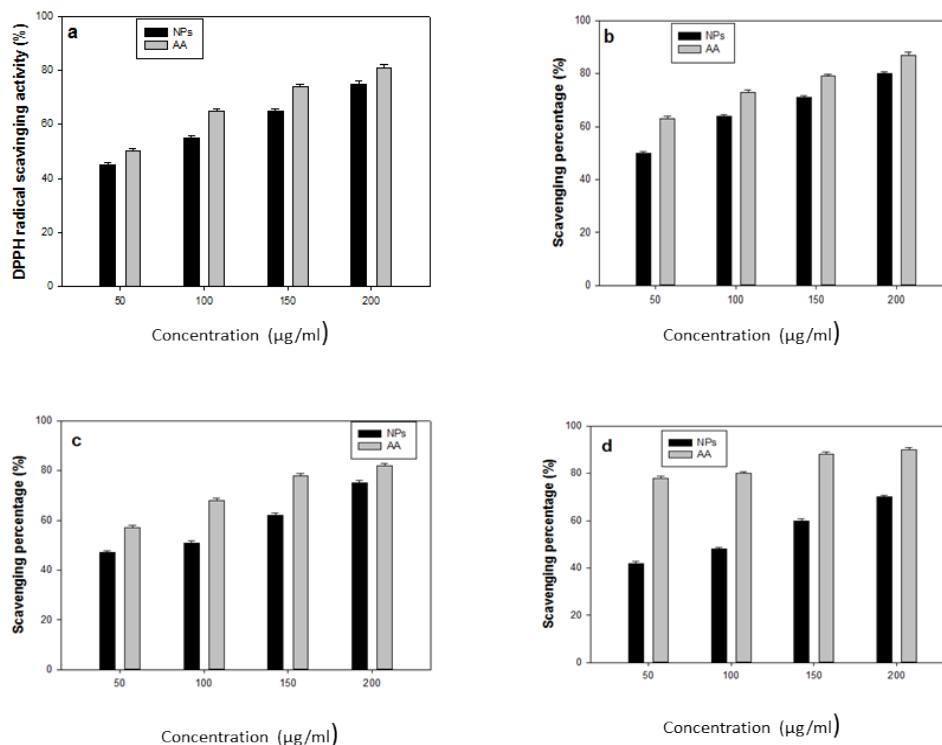 a
NPs
AA
DPPH radical scavinging activity (%)
100
80
60
40
20
0
50 100 150 200
Concentration (µg/ml)
b
NPs
AA
Scavenging percentage (%)
100
80
60
40
20
0
50 100 150 200
Concentration (µg/ml)
c
NPs
AA
Scavenging percentage (%)
100
80
60
40
20
0
50 100 150 200
Concentration (µg/ml)
d
NPs
AA
Scavenging percentage (%)
100
80
60
40
20
0
50 100 150 200
Concentration (µg/ml)